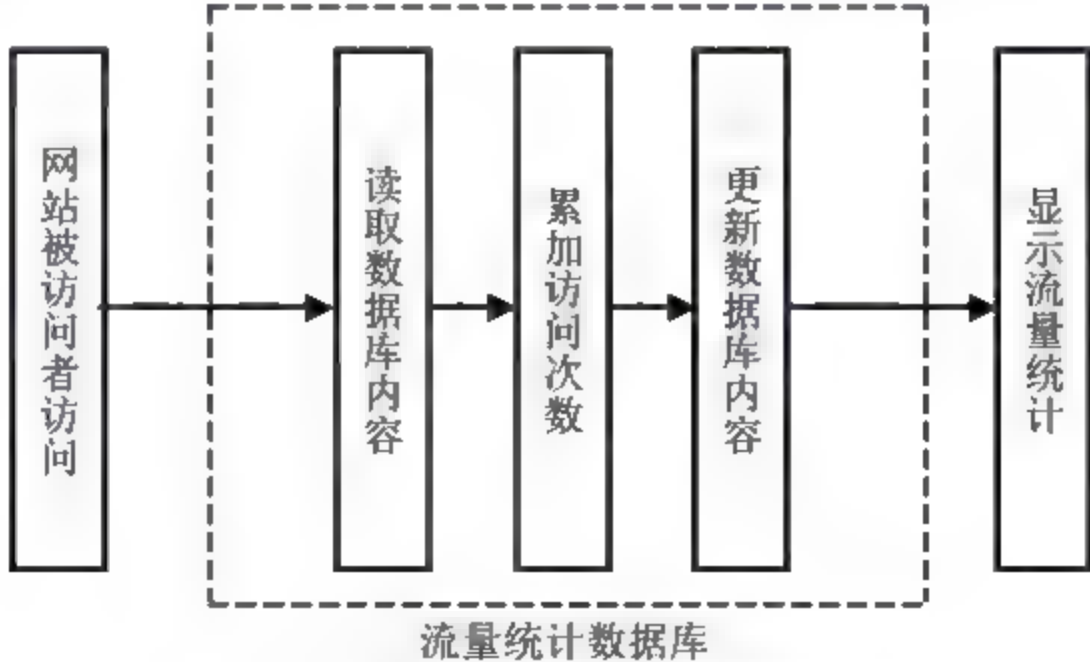 网站被访问者访问
读取数据库内容
累加访问次数
更新数据库内容
显示流量统计
流量统计数据库